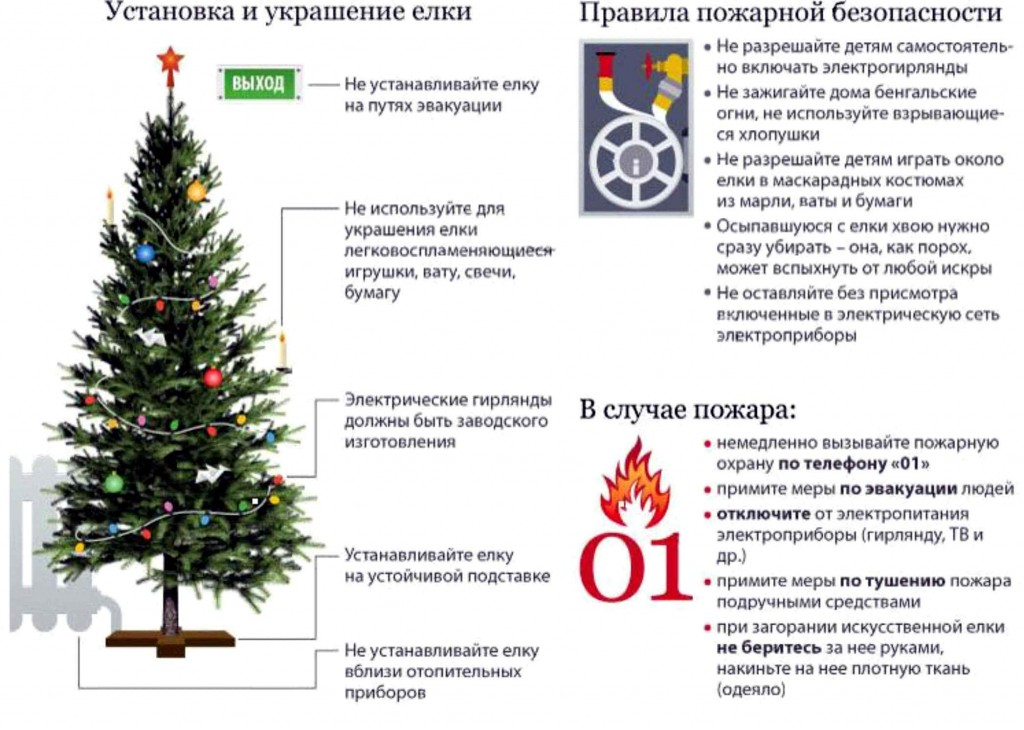 Установка и украшение елки
ВЫХОД
Не устанавливайте елку
на путях эвакуации
Не используйте для
украшения елки
легковоспламеняющиеся
игрушки, вату, свечи,
бумагу
Электрические гирлянды
должны быть заводского
изготовления
Устанавливайте елку
на устойчивой подставке
Не устанавливайте елку
вблизи отопительных
приборов
Правила пожарной безопасности
• Не разрешайте детям самостоятель-
но включать электрогирлянды
• Не зажигайте дома бенгальские
огни, не используйте взрывающие-
ся хлопушки
• Не разрешайте детям играть около
елки в маскарадных костюмах
из марли, ваты и бумаги
• Осыпавшуюся с елки хвою нужно
сразу убирать – она, как порох,
может вспыхнуть от любой искры
• Не оставляйте без присмотра
включенные в электрическую сеть
электроприборы
В случае пожара:
01
• немедленно вызывайте пожарную
охрану по телефону «01»
• примите меры по эвакуации людей
• отключите от электропитания
электроприборы (гирлянду, ТВ и
др.)
• примите меры по тушению пожара
подручными средствами
• при загорании искусственной елки
не беритесь за нее руками,
накиньте на нее плотную ткань
(одеяло)